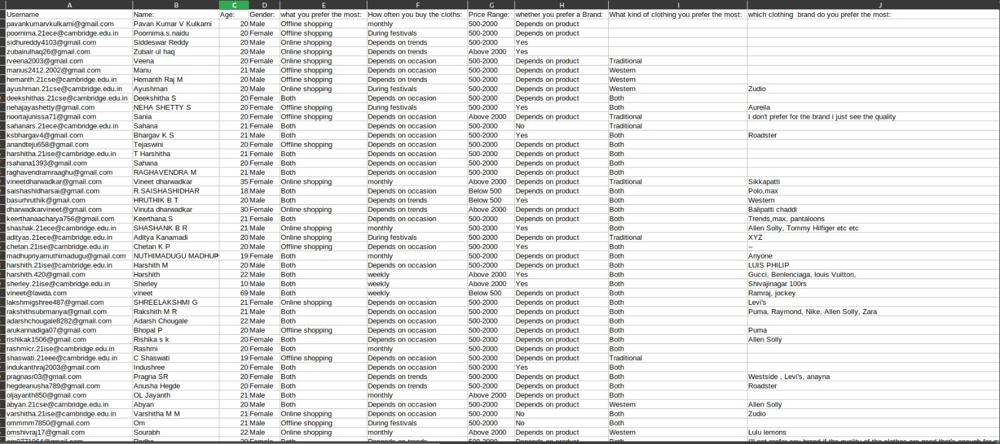 A B C D E F G H I J
Username Name: Age: Gender: what you prefer the most: How often you buy the cloths: Price Range: whether you prefer a Brand: What kind of clothing you prefer the most: which clothing brand do you prefer the most:
pavankumarvkulkarni@gmail.com Pavan Kumar V Kulkarni 20 Male Offline shopping monthly 500-2000 Depends on product
poornima.21ece@cambridge.edu.in Poornima.s.naidu 20 Female Offline shopping During festivals 500-2000 Depends on product
sidhureddy4103@gmail.com Siddeswar Reddy 20 Male Online shopping Depends on trends 500-2000 Yes
zubairulhaq26@gmail.com Zubair ul haq 20 Male Online shopping Depends on trends Above 2000 Yes
rveena2003@gmail.com Veena 20 Female Online shopping Depends on occasion 500-2000 Depends on product Traditional
manus2412.2002@gmail.com Manu 21 Male Offline shopping Depends on occasion 500-2000 Depends on product Western
hemanth.21cse@cambridge.edu.in Hemanth Raj M 20 Male Offline shopping Depends on trends 500-2000 Depends on product Western
ayushman.21cse@cambridge.edu.in Ayushman 20 Male Online shopping During festivals 500-2000 Depends on product Western Zudio
deekshithas.21cse@cambridge.edu.in Deekshitha S 20 Female Both Depends on occasion 500-2000 Depends on product Both
nehajayashetty@gmail.com NEHA SHETTY S 20 Female Offline shopping During festivals 500-2000 Yes Both Aureila
noortajunissa71@gmail.com Sania 20 Female Offline shopping Depends on occasion Above 2000 Depends on product Traditional I don't prefer for the brand i just see the quality
sahanars.21ece@cambridge.edu.in Sahana 21 Female Both Depends on occasion 500-2000 No Traditional
ksbhargav4@gmail.com Bhargav K S 21 Male Both Depends on occasion 500-2000 Yes Both Roadster
anandteju658@gmail.com Tejaswini 20 Female Offline shopping Depends on occasion 500-2000 Depends on product Both
harshitha.21ise@cambridge.edu.in T Harshitha 21 Female Both Depends on occasion 500-2000 Depends on product Both
rsahana1393@gmail.com Sahana 20 Female Both Depends on occasion 500-2000 Depends on product Both
raghavendramraaghu@gmail.com RAGHAVENDRA M 21 Male Both Depends on occasion 500-2000 Depends on product Both
vineetdharwadkar@gmail.com Vineet dharwadkar 35 Female Online shopping monthly Above 2000 Depends on product Traditional Sikkapatti
saishashidharsai@gmail.com R.SAISHASHIDHAR 18 Male Both Depends on occasion Below 500 Depends on product Both Polo,max
basurhruthik@gmail.com HRUTHIK B T 20 Male Both Depends on trends Below 500 Yes Both Western
dharwadkarvineet@gmail.com Vinuta dharwadkar 30 Female Online shopping Depends on trends Above 2000 Depends on product Both Balipatti chaddi
keerthanaacharya756@gmail.com Keerthana.S 21 Female Both Depends on occasion 500-2000 Depends on product Both Trends,max, pantaloons
shashak.21ece@cambridge.edu.in SHASHANK B R 21 Male Online shopping monthly 500-2000 Yes Both Allen Solly, Tommy Hilfiger etc etc
adityas.21ece@cambridge.edu.in Aditya Kanamadi 20 Male Online shopping During festivals 500-2000 Depends on product Traditional XYZ
chetan.21ise@cambridge.edu.in Chetan K P 20 Male Offline shopping Depends on occasion 500-2000 Yes Both --
madhupriyamuthimadugu@gmail.com NUTHIMADUGU MADHUP 19 Female Both monthly 500-2000 Depends on product Both Anyone
harshith.21ise@cambridge.edu.in Harshith M 20 Male Both Depends on occasion 500-2000 Depends on product Both LUIS PHILIP
harshith.420@gmail.com Harshith 22 Male Both weekly Above 2000 Yes Both Gucci, Benlenciaga, louis Vuitton,
sherley.21ise@cambridge.edu.in Sherley 10 Male Both weekly Above 2000 Yes Both Shivajinagar 100rs
vineet@lawda.com vineet 69 Male Both weekly Below 500 Depends on product Both Ramraj, jockey
lakshmigshree487@gmail.com SHREELAKSHMI G 21 Female Online shopping Depends on occasion 500-2000 Depends on product Both Levi's
rakshithsubrmanya@gmail.com Rakshith M R 21 Male Both Depends on occasion 500-2000 Depends on product Both Puma, Raymond, Nike, Allen Solly, Zara
adarshchougale8282@gmail.com Adarsh Chougale 22 Male Both Depends on occasion 500-2000 Depends on product Both
arukannadiga07@gmail.com Bhopal P 20 Male Offline shopping Depends on occasion 500-2000 Depends on product Both Puma
rishikak1506@gmail.com Rishika s k 20 Female Both Depends on occasion 500-2000 Depends on product Both Allen Solly
rashmicr.21ise@cambridge.edu.in Rashmi 20 Female Both monthly 500-2000 Depends on product Both
shaswati.21eee@cambridge.edu.in C Shaswati 19 Female Offline shopping Depends on occasion 500-2000 Depends on product Traditional
indukanthraj2003@gmail.com Indushree 20 Female Both Depends on occasion 500-2000 Yes Both
pragnasr03@gmail.com Pragna SR 20 Female Both Depends on trends 500-2000 Depends on product Both Westside , Levi's, anayna
hegdeanusha789@gmail.com Anusha Hegde 20 Female Both Depends on trends 500-2000 Depends on product Both Roadster
oljayanth850@gmail.com OL Jayanth 21 Male Both monthly Above 2000 Depends on product Both
abyan.21cse@cambridge.edu.in Abyan 20 Male Both Depends on occasion 500-2000 Depends on product Western Allen Solly
varshitha.21ise@cambridge.edu.in Varshitha M M 21 Female Online shopping Depends on occasion 500-2000 No Both Zudio
ommmm7850@gmail.com Om 21 Male Offline shopping During festivals 500-2000 No Both
omshivraj17@gmail.com Sourabh 22 Male Online shopping monthly Above 2000 Depends on product Western Lulu lemons
Radha 20 Female Both Depends on trends 500-2000 Depends on product Both I'll not prefer any brand if the quality of the clothes are good that's enough for